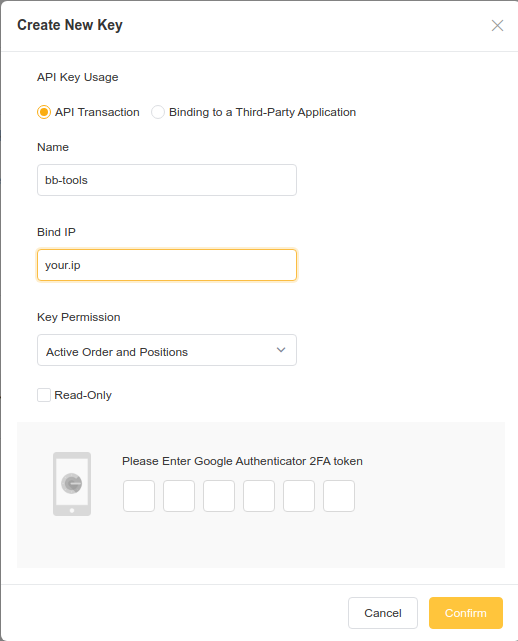 Create New Key
API Key Usage
API Transaction Binding to a Third-Party Application
Name
bb-tools
Bind IP
your.ip
Key Permission
Active Order and Positions
Read-Only
Please Enter Google Authenticator 2FA token
Cancel Confirm